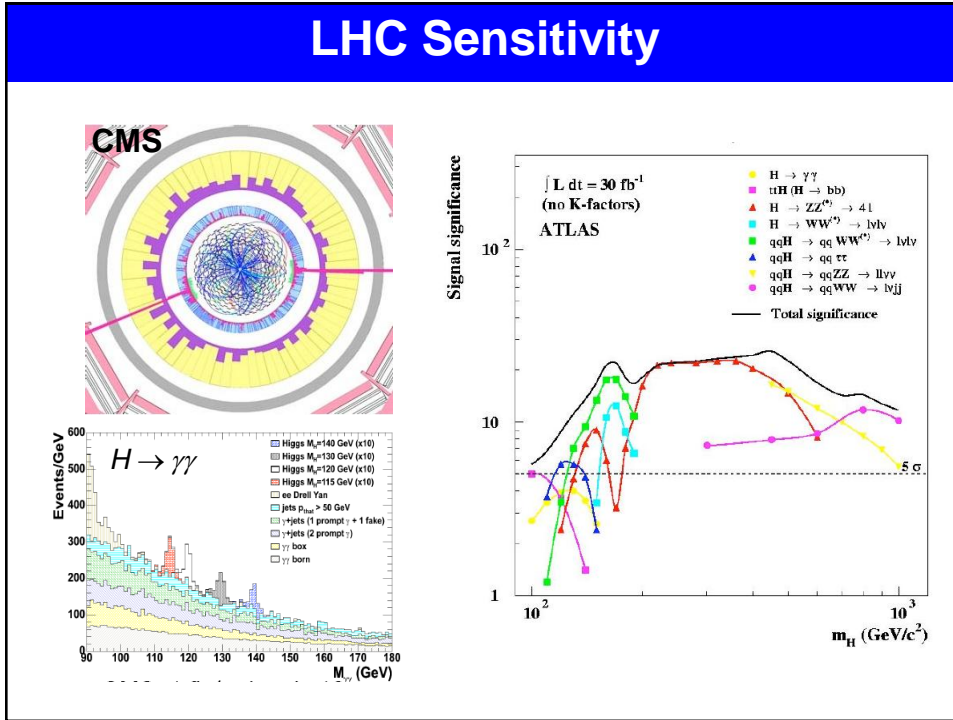 LHC Sensitivity
CMS
Events/GeV
600
500
400
300
200
100
0
H → γγ
Higgs M_H=140 GeV (x10)
Higgs M_H=130 GeV (x10)
Higgs M_H=120 GeV (x10)
Higgs M_H=115 GeV (x10)
ee Drell Yan
jets p_that > 50 GeV
γ+jets (1 prompt γ + 1 fake)
γ+jets (2 prompt γ)
γγ box
γγ born
90 100 110 120 130 140 150 160 170 180
M_γγ (GeV)
Signal significance
10²
10
1
∫ L dt = 30 fb⁻¹
(no K-factors)
ATLAS
H → γγ
ttH (H → bb)
H → ZZ⁽*⁾ → 4 l
H → WW⁽*⁾ → lνlν
qqH → qq WW⁽*⁾ → lνlν
qqH → qq ττ
qqH → qqZZ → llνν
qqH → qqWW → lνjj
Total significance
5 σ
10² 10³
m_H (GeV/c²)